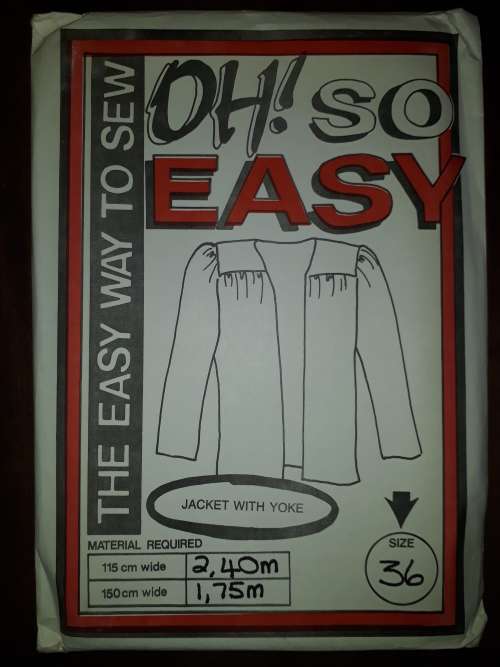 THE EASY WAY TO SEW
OH! SO
EASY
JACKET WITH YOKE
MATERIAL REQUIRED
115 cm wide 2,40m
150 cm wide 1,75m
SIZE
36